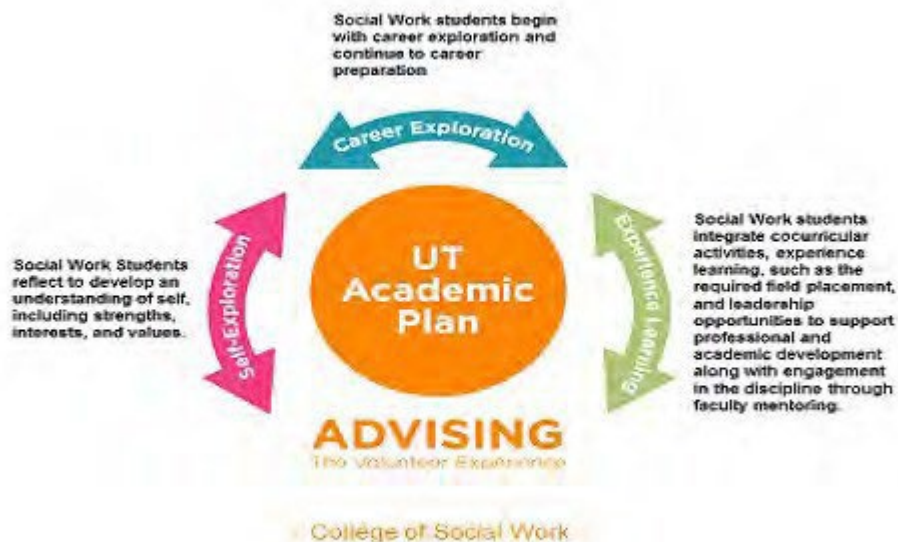 Social Work students begin
with career exploration and
continue to career
preparation
Career Exploration
Self-Exploration
Experience Learning
Social Work Students
reflect to develop an
understanding of self,
including strengths,
interests, and values.
UT
Academic
Plan
Social Work students
integrate cocurricular
activities, experience
learning, such as the
required field placement,
and leadership
opportunities to support
professional and
academic development
along with engagement
in the discipline through
faculty mentoring.
ADVISING
The Volunteer Experience
College of Social Work